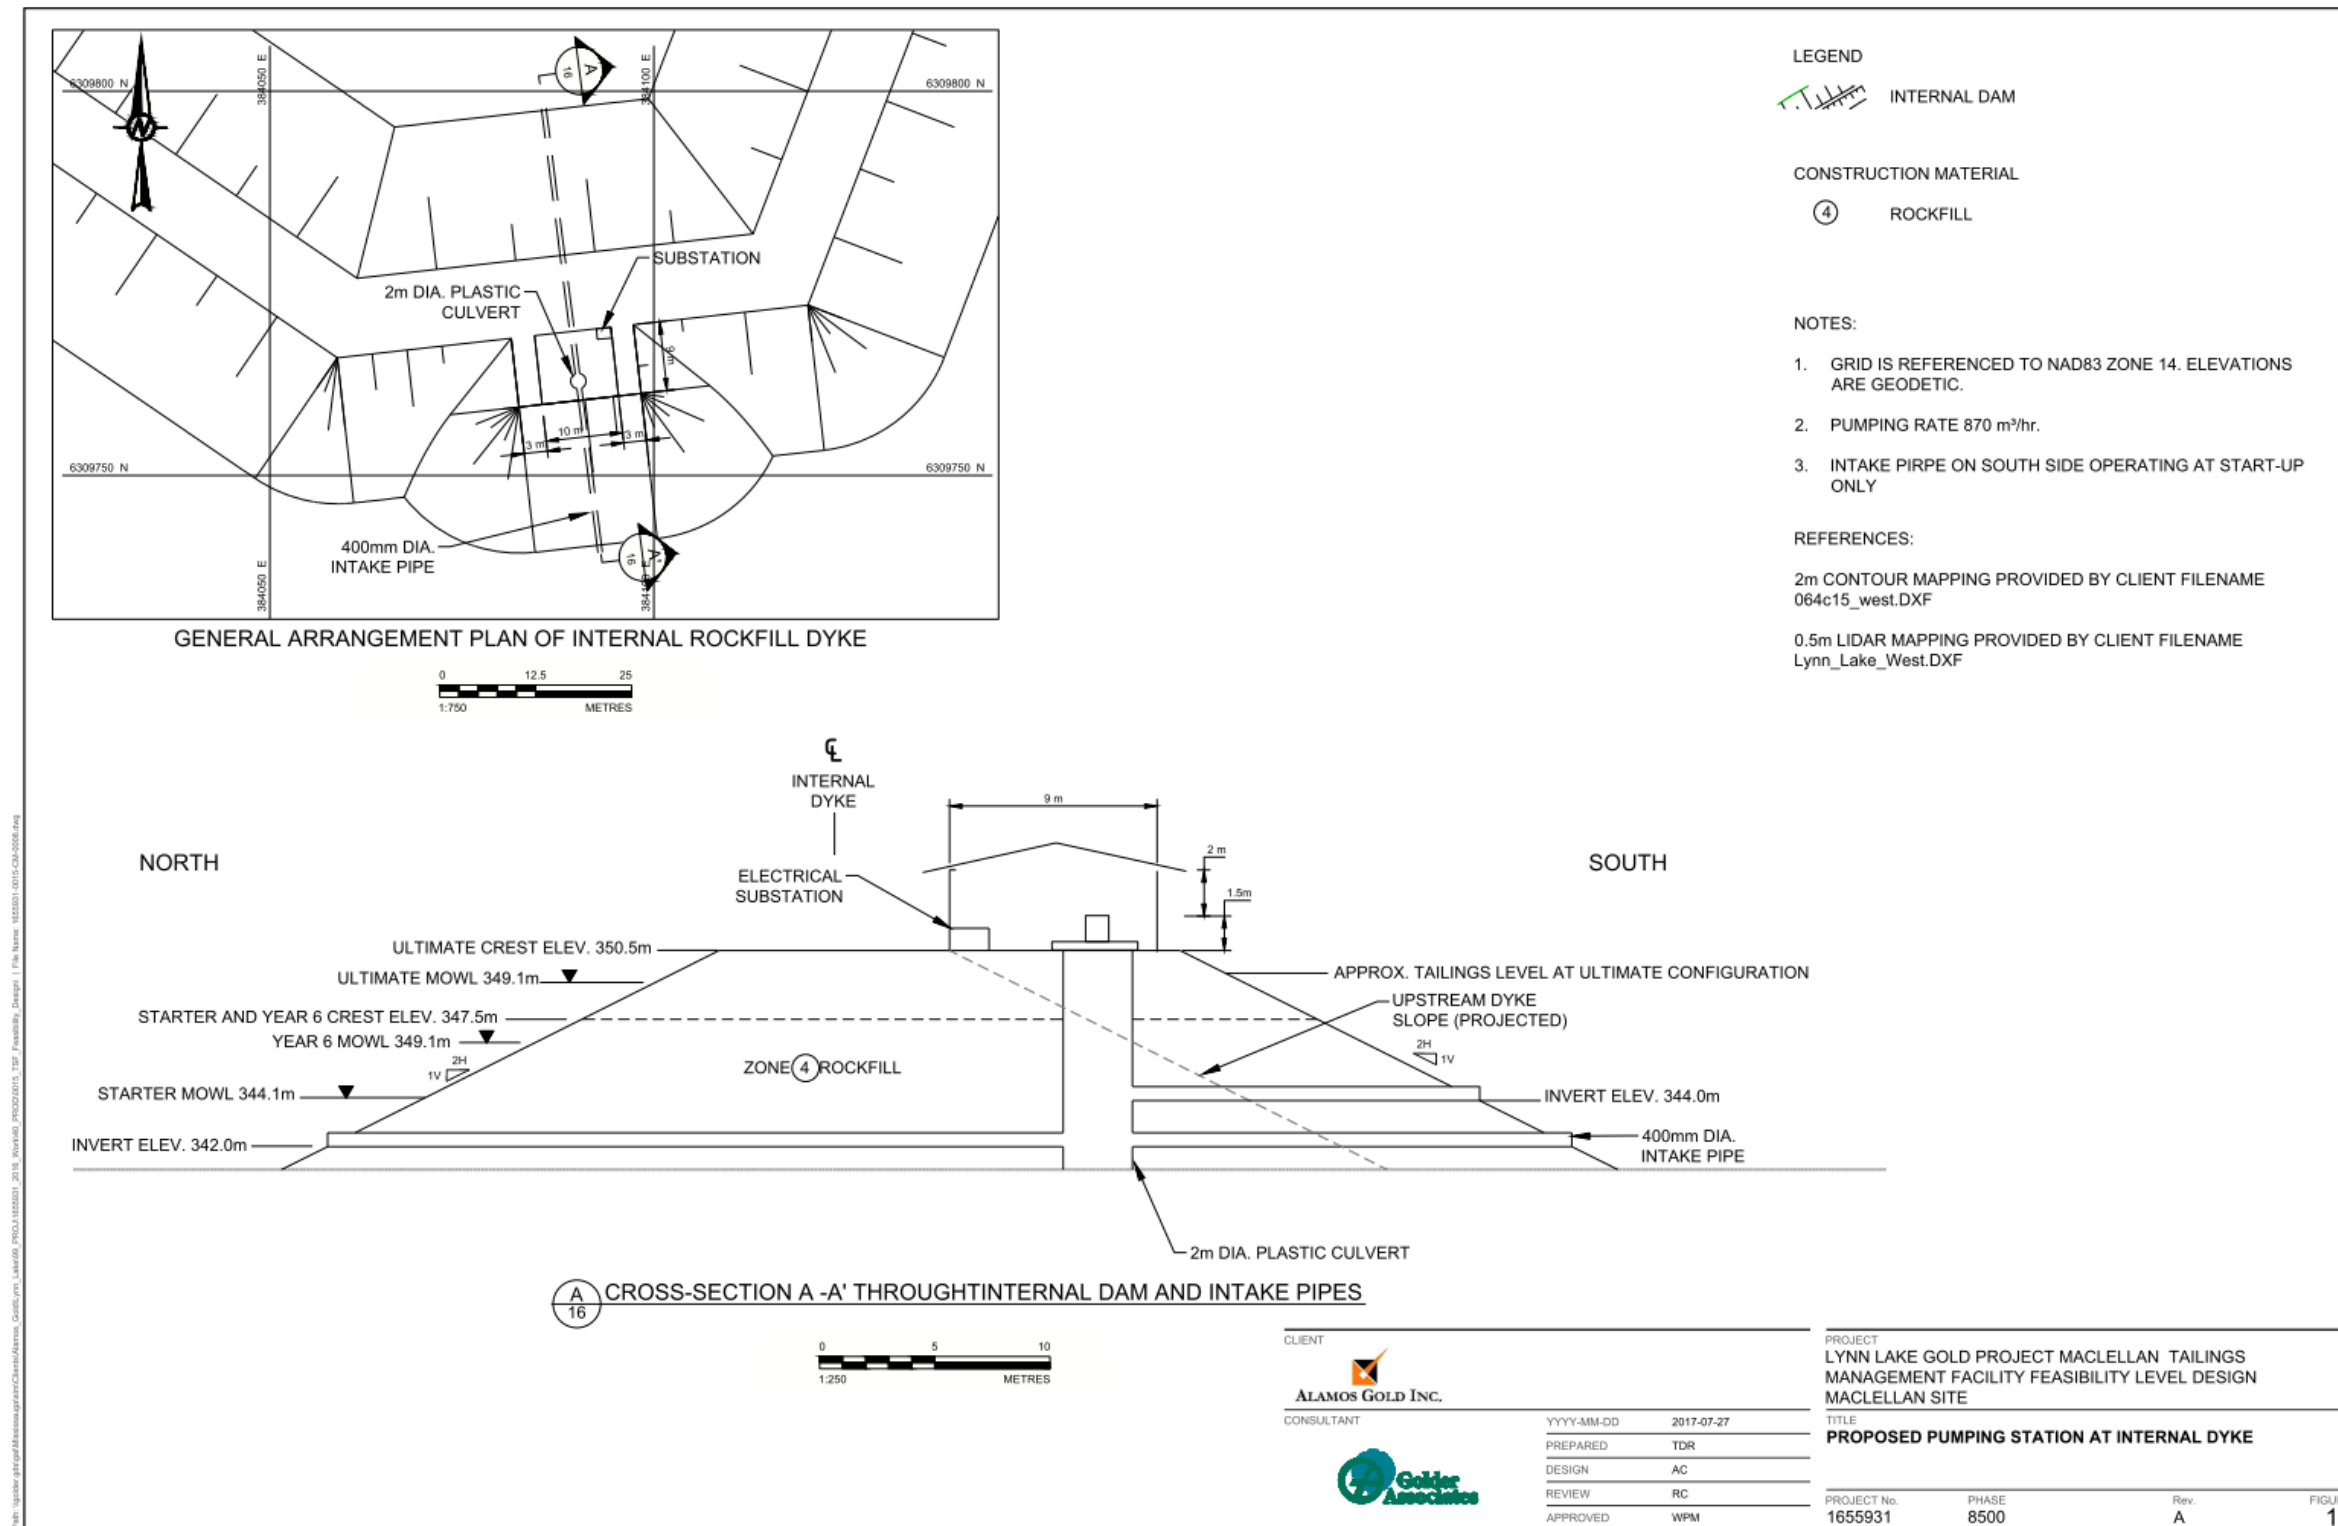 6309800 N
384050 E
A
16
384100 E
6309800 N
SUBSTATION
2m DIA. PLASTIC
CULVERT
9 m
3 m
10 m
3 m
6309750 N
6309750 N
400mm DIA.
INTAKE PIPE
384050 E
A'
16
N
GENERAL ARRANGEMENT PLAN OF INTERNAL ROCKFILL DYKE
0 12.5 25
1:750 METRES
LEGEND
INTERNAL DAM
CONSTRUCTION MATERIAL
4 ROCKFILL
NOTES:
1. GRID IS REFERENCED TO NAD83 ZONE 14. ELEVATIONS
ARE GEODETIC.
2. PUMPING RATE 870 m³/hr.
3. INTAKE PIRPE ON SOUTH SIDE OPERATING AT START-UP
ONLY
REFERENCES:
2m CONTOUR MAPPING PROVIDED BY CLIENT FILENAME
064c15_west.DXF
0.5m LIDAR MAPPING PROVIDED BY CLIENT FILENAME
Lynn_Lake_West.DXF
INTERNAL
DYKE
9 m
NORTH
SOUTH
2 m
1.5m
ELECTRICAL
SUBSTATION
ULTIMATE CREST ELEV. 350.5m
ULTIMATE MOWL 349.1m
APPROX. TAILINGS LEVEL AT ULTIMATE CONFIGURATION
UPSTREAM DYKE
SLOPE (PROJECTED)
STARTER AND YEAR 6 CREST ELEV. 347.5m
YEAR 6 MOWL 349.1m
2H
1V
2H
1V
ZONE 4 ROCKFILL
STARTER MOWL 344.1m
INVERT ELEV. 344.0m
INVERT ELEV. 342.0m
400mm DIA.
INTAKE PIPE
2m DIA. PLASTIC CULVERT
A
16
CROSS-SECTION A -A' THROUGHTINTERNAL DAM AND INTAKE PIPES
0 5 10
1:250 METRES
CLIENT
ALAMOS GOLD INC.
CONSULTANT
Golder
Associates
YYYY-MM-DD 2017-07-27
PREPARED TDR
DESIGN AC
REVIEW RC
APPROVED WPM
PROJECT
LYNN LAKE GOLD PROJECT MACLELLAN TAILINGS
MANAGEMENT FACILITY FEASIBILITY LEVEL DESIGN
MACLELLAN SITE
TITLE
PROPOSED PUMPING STATION AT INTERNAL DYKE
PROJECT No. PHASE Rev.
1655931 8500 A 1